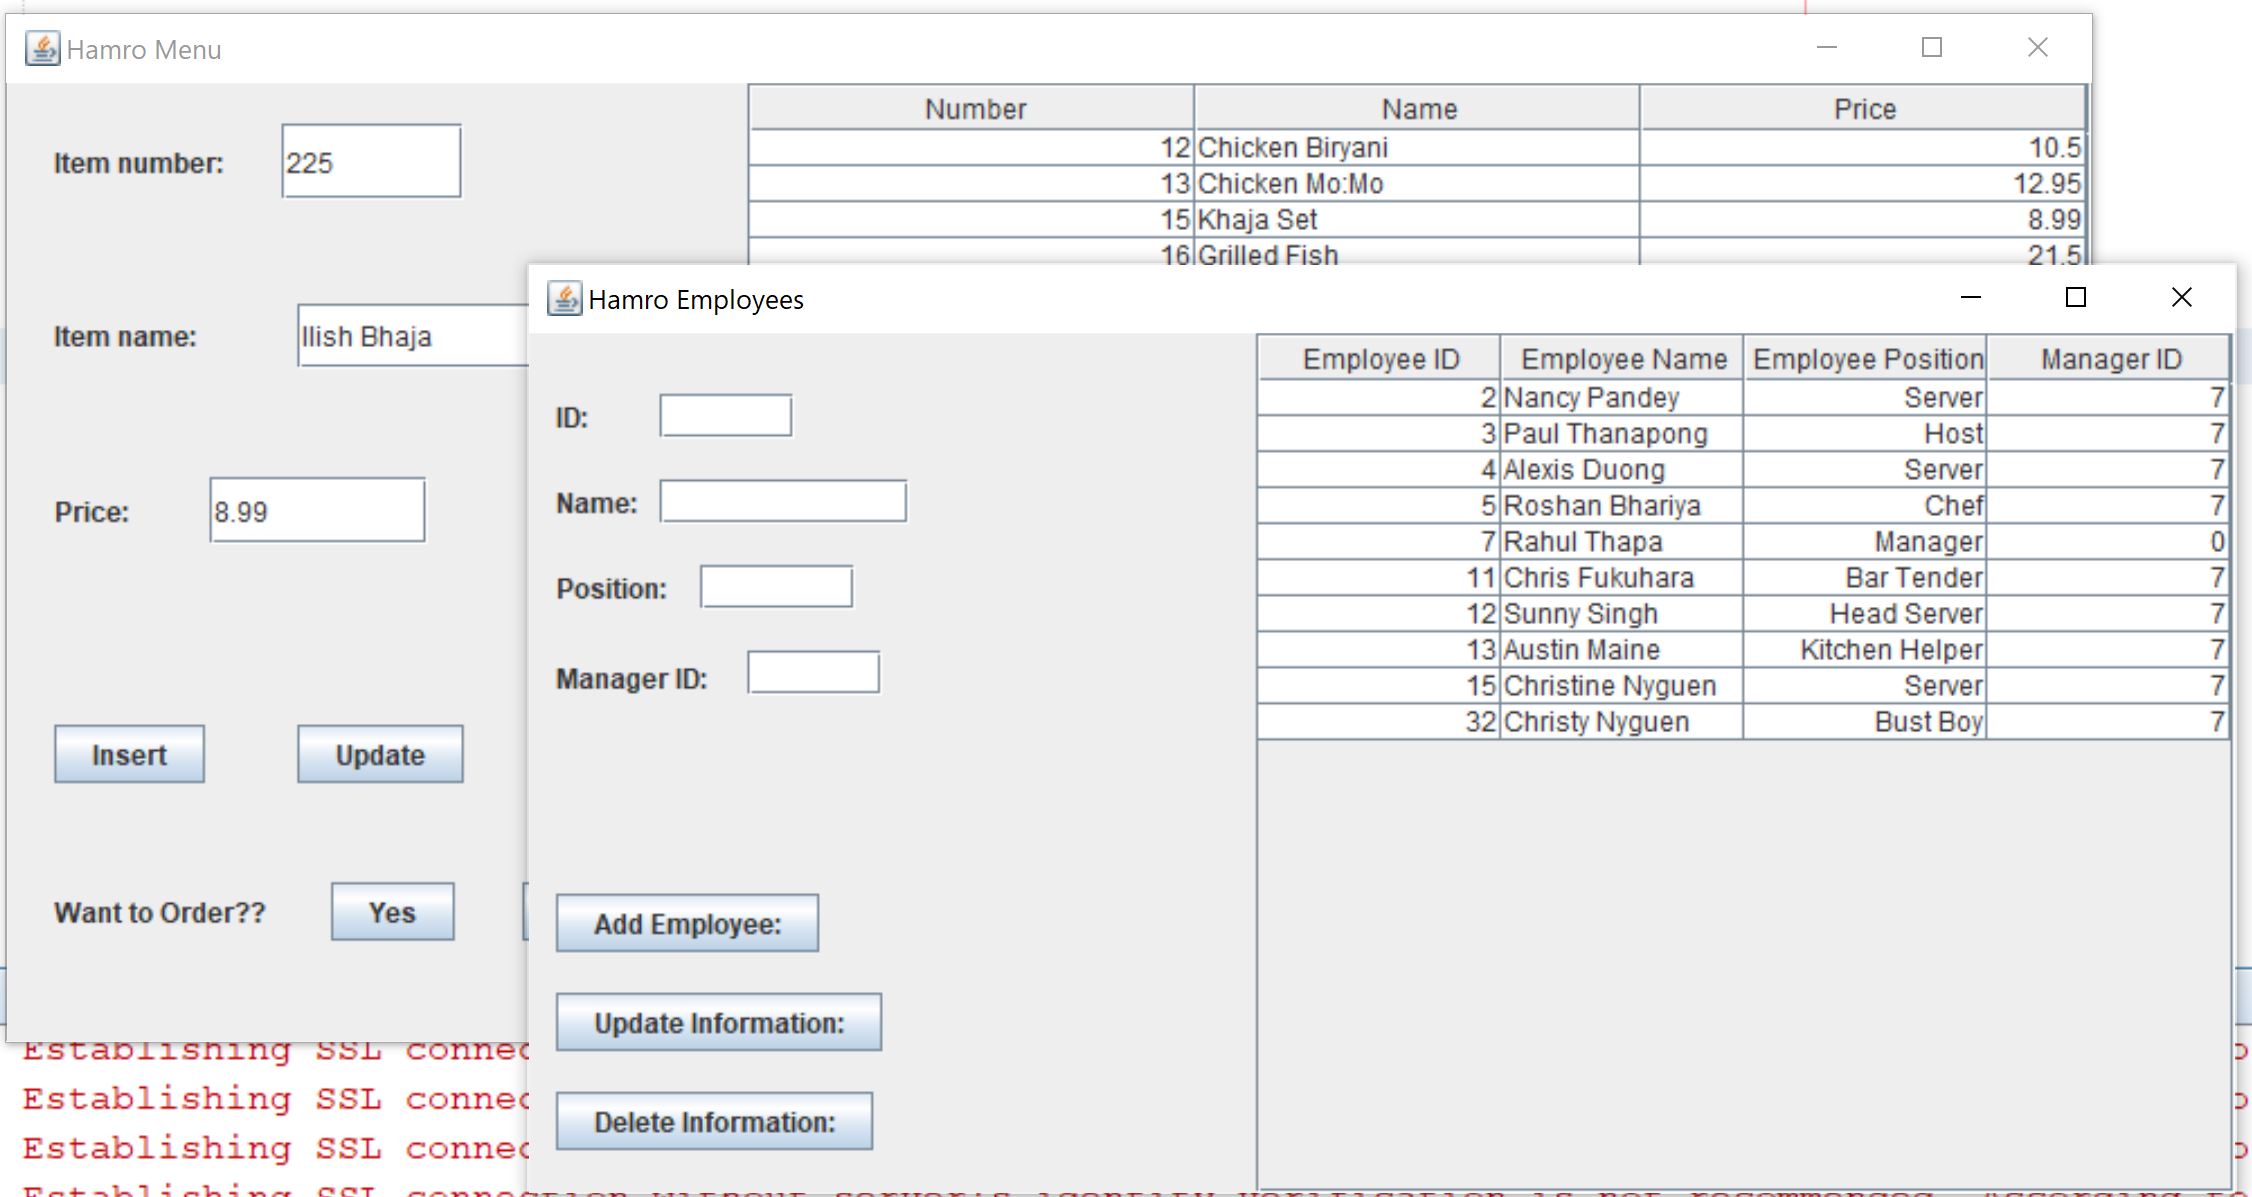 Hamro Menu
Number Name Price
Item number: 225
12 Chicken Biryani 10.5
13 Chicken Mo:Mo 12.95
15 Khaja Set 8.99
16 Grilled Fish 21.5
Item name: Ilish Bhaja
Price: 8.99
Insert Update
Want to Order?? Yes
Hamro Employees
Employee ID Employee Name Employee Position Manager ID
2 Nancy Pandey Server 7
3 Paul Thanapong Host 7
4 Alexis Duong Server 7
5 Roshan Bhariya Chef 7
7 Rahul Thapa Manager 0
11 Chris Fukuhara Bar Tender 7
12 Sunny Singh Head Server 7
13 Austin Maine Kitchen Helper 7
15 Christine Nyguen Server 7
32 Christy Nyguen Bust Boy 7
ID:
Name:
Position:
Manager ID:
Add Employee:
Update Information:
Delete Information:
Establishing SSL connec
Establishing SSL connec
Establishing SSL connec
Establishing SSL connection without server's identity verification is not recommended. According to